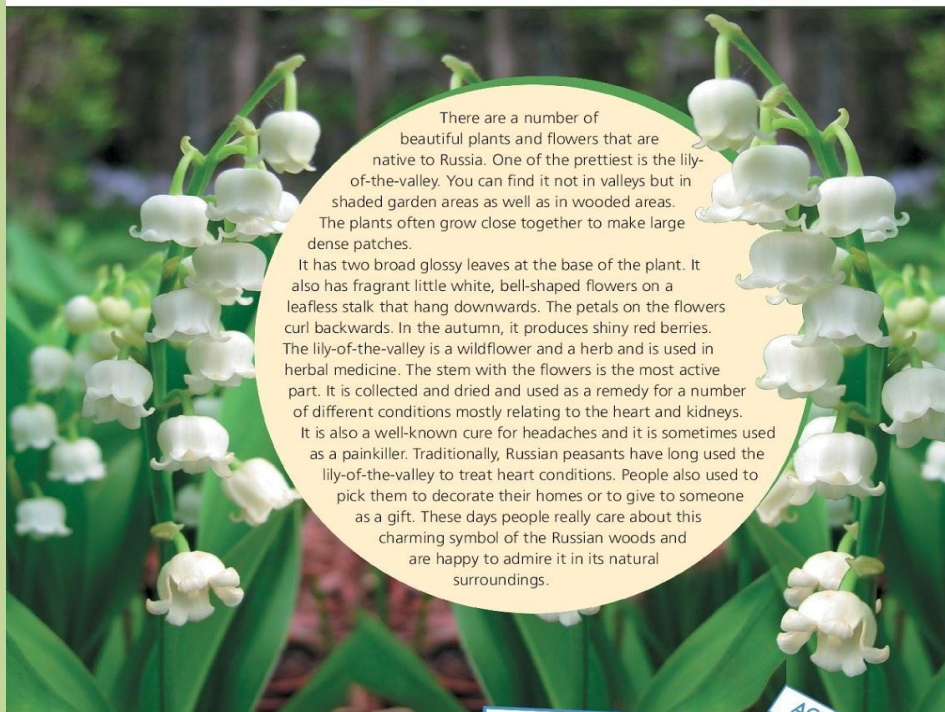 There are a number of
beautiful plants and flowers that are
native to Russia. One of the prettiest is the lily-
of-the-valley. You can find it not in valleys but in
shaded garden areas as well as in wooded areas.
The plants often grow close together to make large
dense patches.
It has two broad glossy leaves at the base of the plant. It
also has fragrant little white, bell-shaped flowers on a
leafless stalk that hang downwards. The petals on the flowers
curl backwards. In the autumn, it produces shiny red berries.
The lily-of-the-valley is a wildflower and a herb and is used in
herbal medicine. The stem with the flowers is the most active
part. It is collected and dried and used as a remedy for a number
of different conditions mostly relating to the heart and kidneys.
It is also a well-known cure for headaches and it is sometimes used
as a painkiller. Traditionally, Russian peasants have long used the
lily-of-the-valley to treat heart conditions. People also used to
pick them to decorate their homes or to give to someone
as a gift. These days people really care about this
charming symbol of the Russian woods and
are happy to admire it in its natural
surroundings.